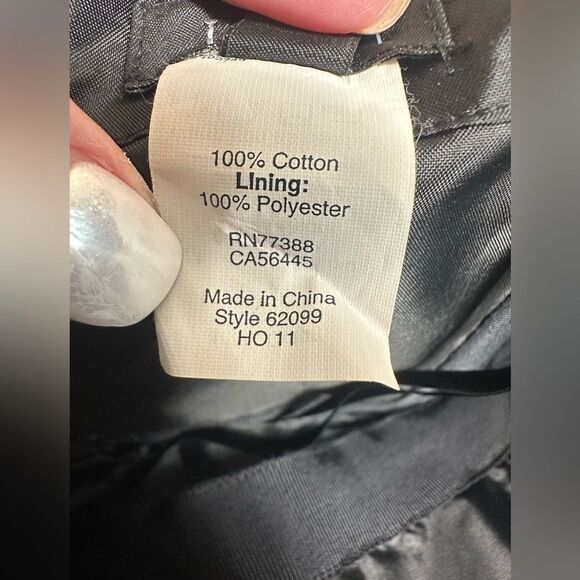 100% Cotton
Lining:
100% Polyester
RN77388
CA56445
Made in China
Style 62099
HO 11